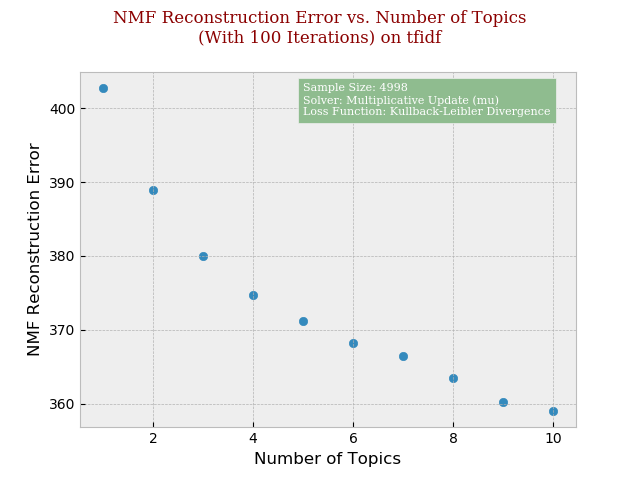 NMF Reconstruction Error vs. Number of Topics
(With 100 Iterations) on tfidf
Sample Size: 4998
Solver: Multiplicative Update (mu)
Loss Function: Kullback-Leibler Divergence
NMF Reconstruction Error
400
390
380
370
360
2 4 6 8 10
Number of Topics